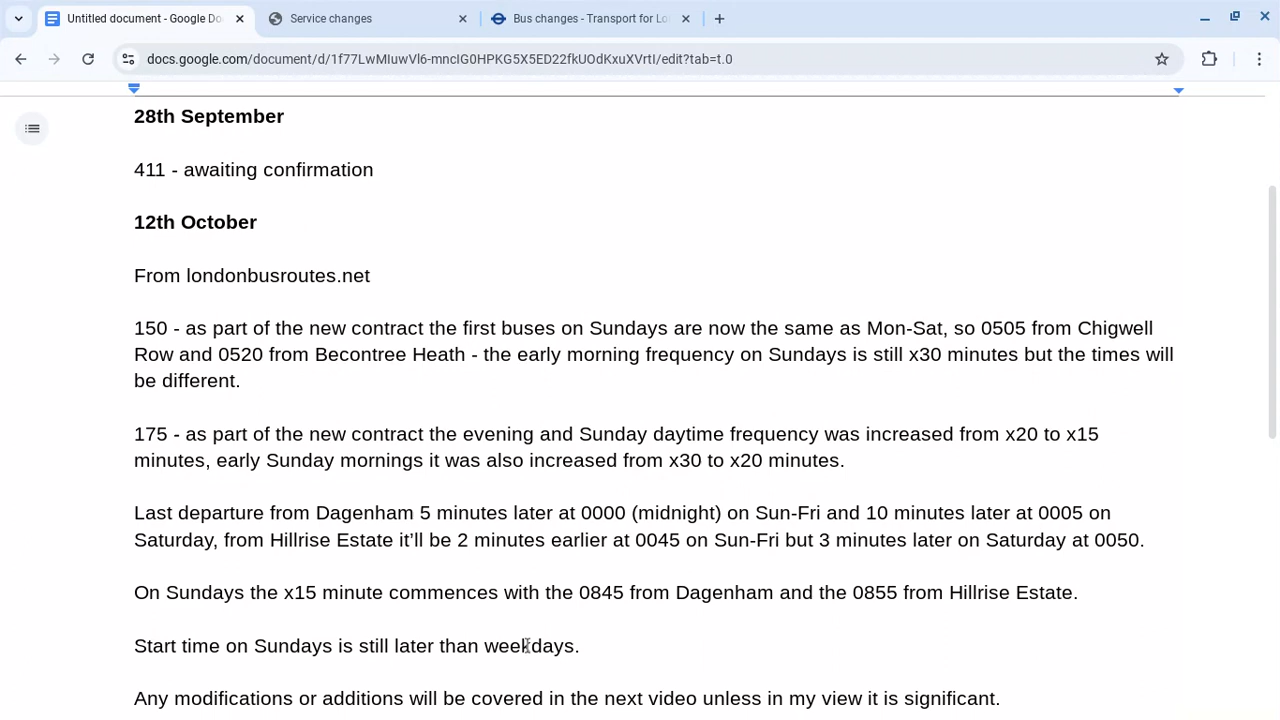 Untitled document - Google Do
Service changes
Bus changes - Transport for Lo
docs.google.com/document/d/1f77LwMIuwVl6-mncIG0HPKG5X5ED22fkUOdKxuXVrtI/edit?tab=t.0
28th September
411 - awaiting confirmation
12th October
From londonbusroutes.net
150 - as part of the new contract the first buses on Sundays are now the same as Mon-Sat, so 0505 from Chigwell
Row and 0520 from Becontree Heath - the early morning frequency on Sundays is still x30 minutes but the times will
be different.
175 - as part of the new contract the evening and Sunday daytime frequency was increased from x20 to x15
minutes, early Sunday mornings it was also increased from x30 to x20 minutes.
Last departure from Dagenham 5 minutes later at 0000 (midnight) on Sun-Fri and 10 minutes later at 0005 on
Saturday, from Hillrise Estate it’ll be 2 minutes earlier at 0045 on Sun-Fri but 3 minutes later on Saturday at 0050.
On Sundays the x15 minute commences with the 0845 from Dagenham and the 0855 from Hillrise Estate.
Start time on Sundays is still later than weekdays.
Any modifications or additions will be covered in the next video unless in my view it is significant.